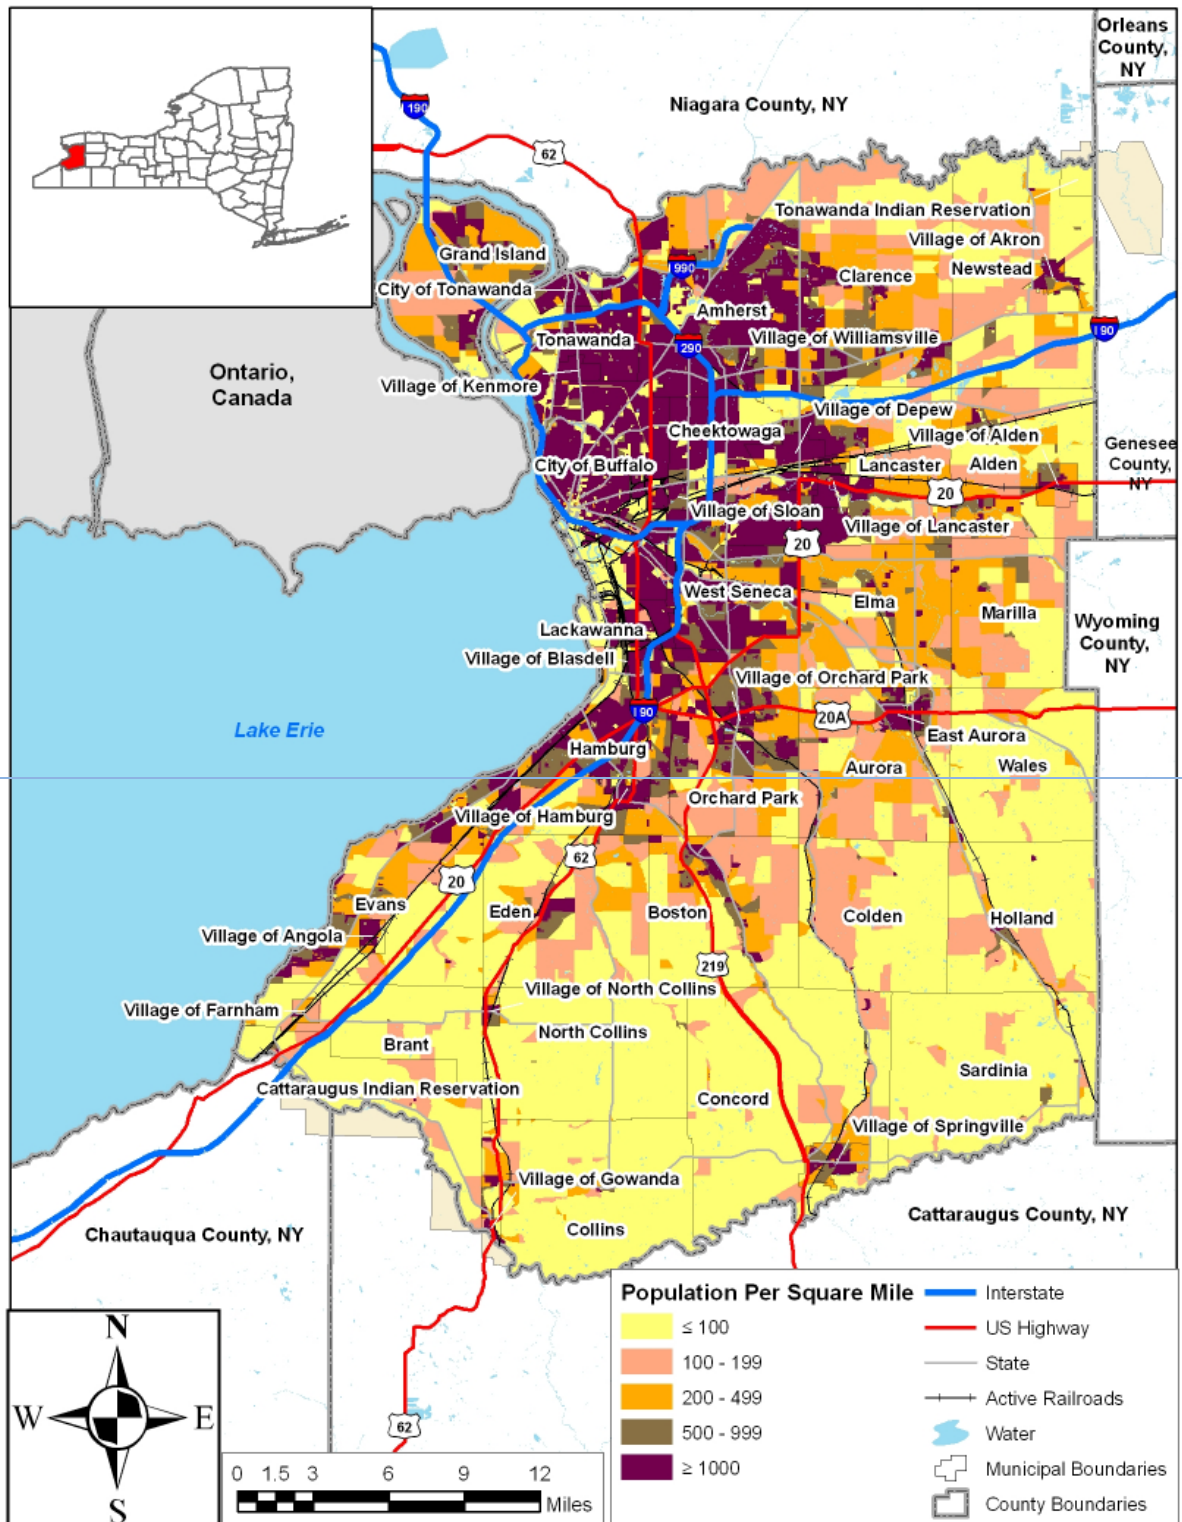 Orleans
County,
NY
Niagara County, NY
I 190
62
Tonawanda Indian Reservation
Village of Akron
Grand Island
I 990
Clarence
Newstead
City of Tonawanda
Amherst
I 90
Tonawanda
I 290
Village of Williamsville
Ontario,
Canada
Village of Kenmore
Village of Depew
Cheektowaga
Village of Alden
Genesee
County,
NY
City of Buffalo
Lancaster
Alden
20
Village of Sloan
Village of Lancaster
20
West Seneca
Elma
Marilla
Wyoming
County,
NY
Lackawanna
Village of Blasdell
Village of Orchard Park
I 90
20A
Lake Erie
East Aurora
Hamburg
Aurora
Wales
Orchard Park
Village of Hamburg
62
20
Evans
Eden
Boston
Colden
Holland
Village of Angola
219
Village of North Collins
Village of Farnham
North Collins
Brant
Sardinia
Cattaraugus Indian Reservation
Concord
Village of Springville
Village of Gowanda
Chautauqua County, NY
Collins
Cattaraugus County, NY
62
N
W
E
S
0 1.5 3 6 9 12
Miles
Population Per Square Mile
≤ 100
100 - 199
200 - 499
500 - 999
≥ 1000
Interstate
US Highway
State
Active Railroads
Water
Municipal Boundaries
County Boundaries